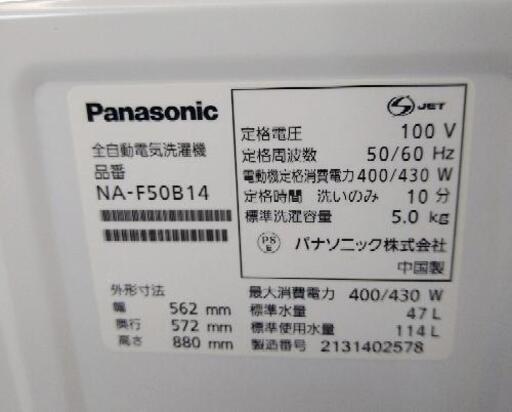 Panasonic
全自動電気洗濯機
品番
NA-F50B14
外形寸法
幅 562 mm
奥行 572 mm
高さ 880 mm
JET
定格電圧 100 V
定格周波数 50/60 Hz
電動機定格消費電力 400/430 W
定格時間 洗いのみ 10 分
標準洗濯容量 5.0 kg
PS E パナソニック株式会社
中国製
最大消費電力 400/430 W
標準水量 47 L
標準使用水量 114 L
製造番号 2131402578